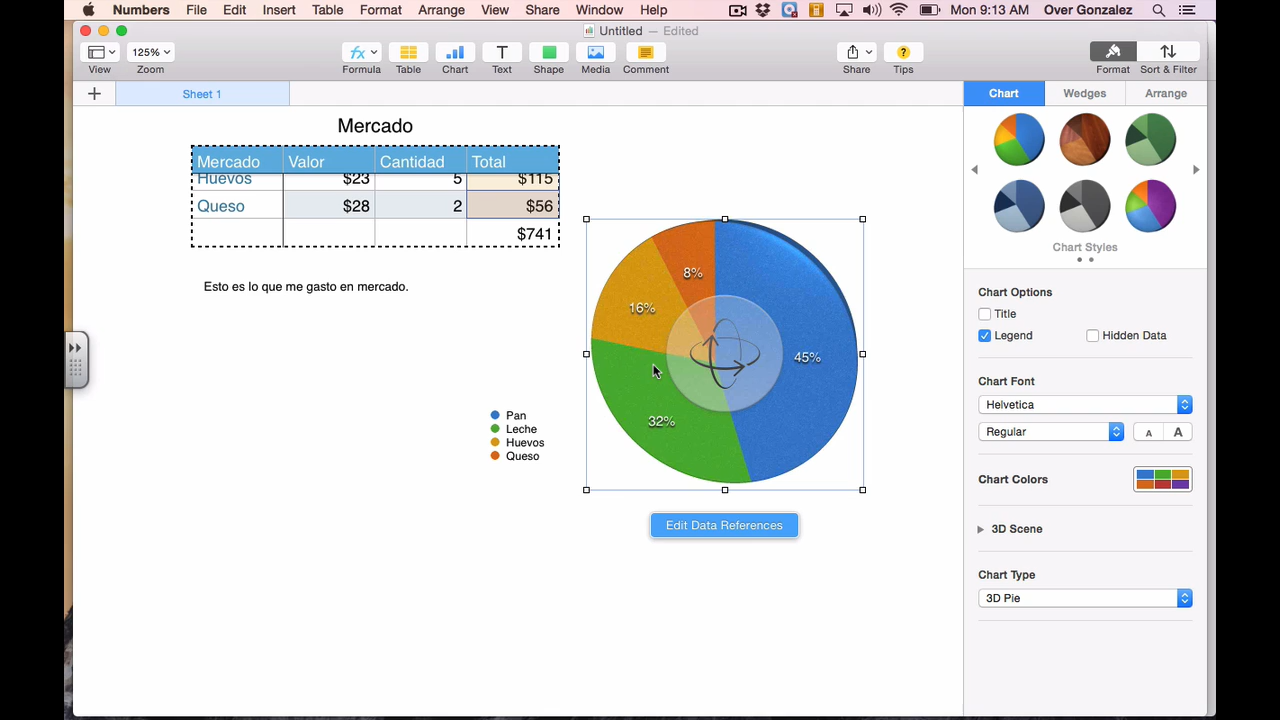 Numbers File Edit Insert Table Format Arrange View Share Window Help Mon 9:13 AM Over Gonzalez
Untitled — Edited
125%
View Zoom Formula Table Chart Text Shape Media Comment Share Tips Format Sort & Filter
Sheet 1
Chart Wedges Arrange
Mercado
Mercado Valor Cantidad Total
Huevos $23 5 $115
Queso $28 2 $56
$741
Esto es lo que me gasto en mercado.
8%
16%
45%
32%
Pan
Leche
Huevos
Queso
Edit Data References
Chart Styles
Chart Options
Title
Legend Hidden Data
Chart Font
Helvetica
Regular A A
Chart Colors
3D Scene
Chart Type
3D Pie